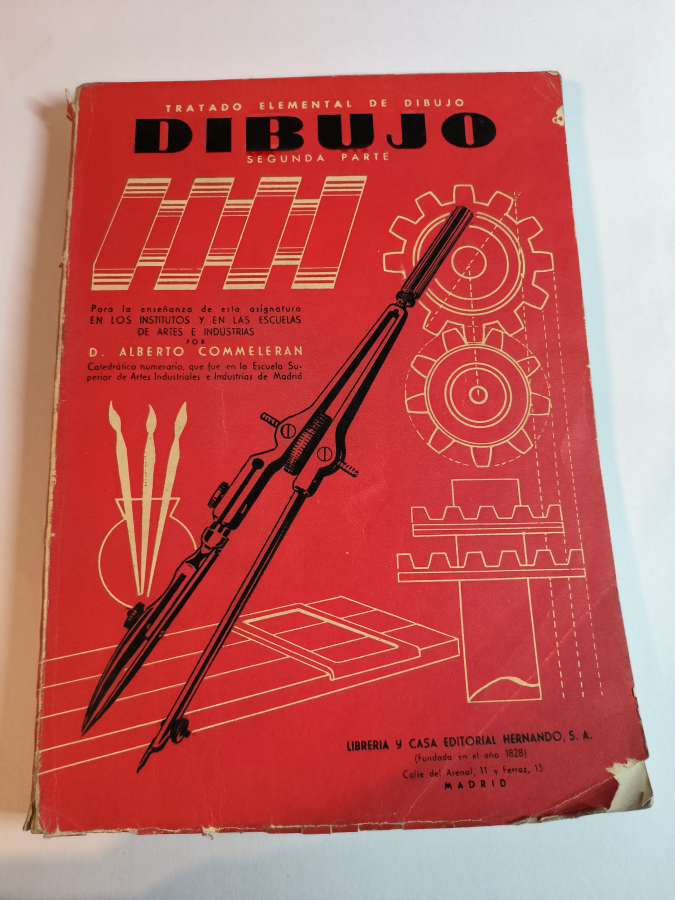 TRATADO ELEMENTAL DE DIBUJO
DIBUJO
SEGUNDA PARTE
Para la enseñanza de esta asignatura
EN LOS INSTITUTOS Y EN LAS ESCUELAS
DE ARTES E INDUSTRIAS
POR
D. ALBERTO COMMELERAN
Catedrático numerario, que fue en la Escuela Su-
perior de Artes Industriales e Industrias de Madrid
LIBRERIA Y CASA EDITORIAL HERNANDO, S. A.
(Fundada en el año 1828)
Calle del Arenal, 11 y Ferraz, 13
MADRID